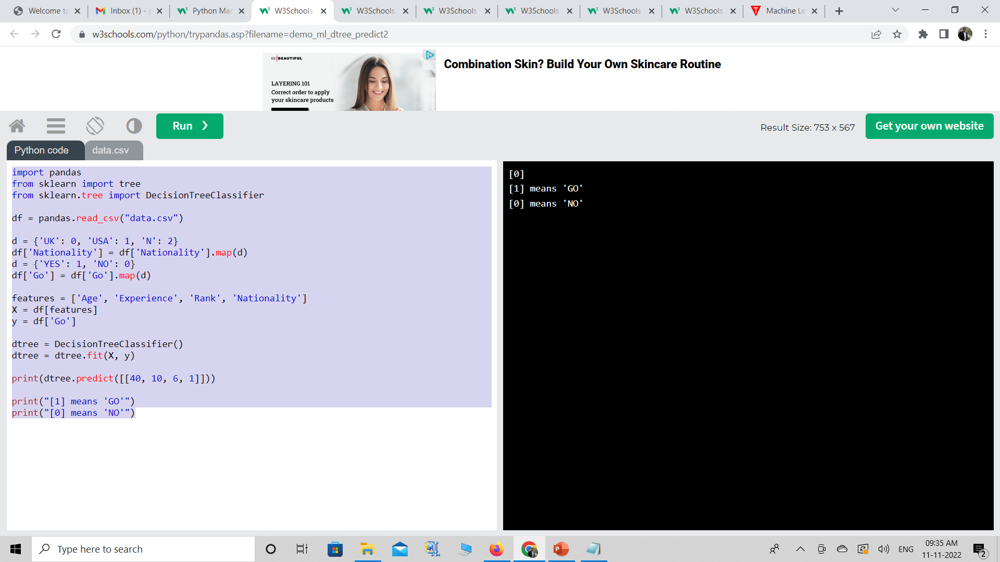 Welcome to
Inbox (1) -
Python Mac
W3Schools
W3Schools
W3Schools
W3Schools
W3Schools
W3Schools
Machine Le
w3schools.com/python/trypandas.asp?filename=demo_ml_dtree_predict2
BE BEAUTIFUL
LAYERING 101
Correct order to apply
your skincare products
Combination Skin? Build Your Own Skincare Routine
Run ❯
Result Size: 753 x 567
Get your own website
Python code
data.csv
import pandas
from sklearn import tree
from sklearn.tree import DecisionTreeClassifier
df = pandas.read_csv("data.csv")
d = {'UK': 0, 'USA': 1, 'N': 2}
df['Nationality'] = df['Nationality'].map(d)
d = {'YES': 1, 'NO': 0}
df['Go'] = df['Go'].map(d)
features = ['Age', 'Experience', 'Rank', 'Nationality']
X = df[features]
y = df['Go']
dtree = DecisionTreeClassifier()
dtree = dtree.fit(X, y)
print(dtree.predict([[40, 10, 6, 1]]))
print("[1] means 'GO'")
print("[0] means 'NO'")
[0]
[1] means 'GO'
[0] means 'NO'
Type here to search
ENG
09:35 AM
11-11-2022
2